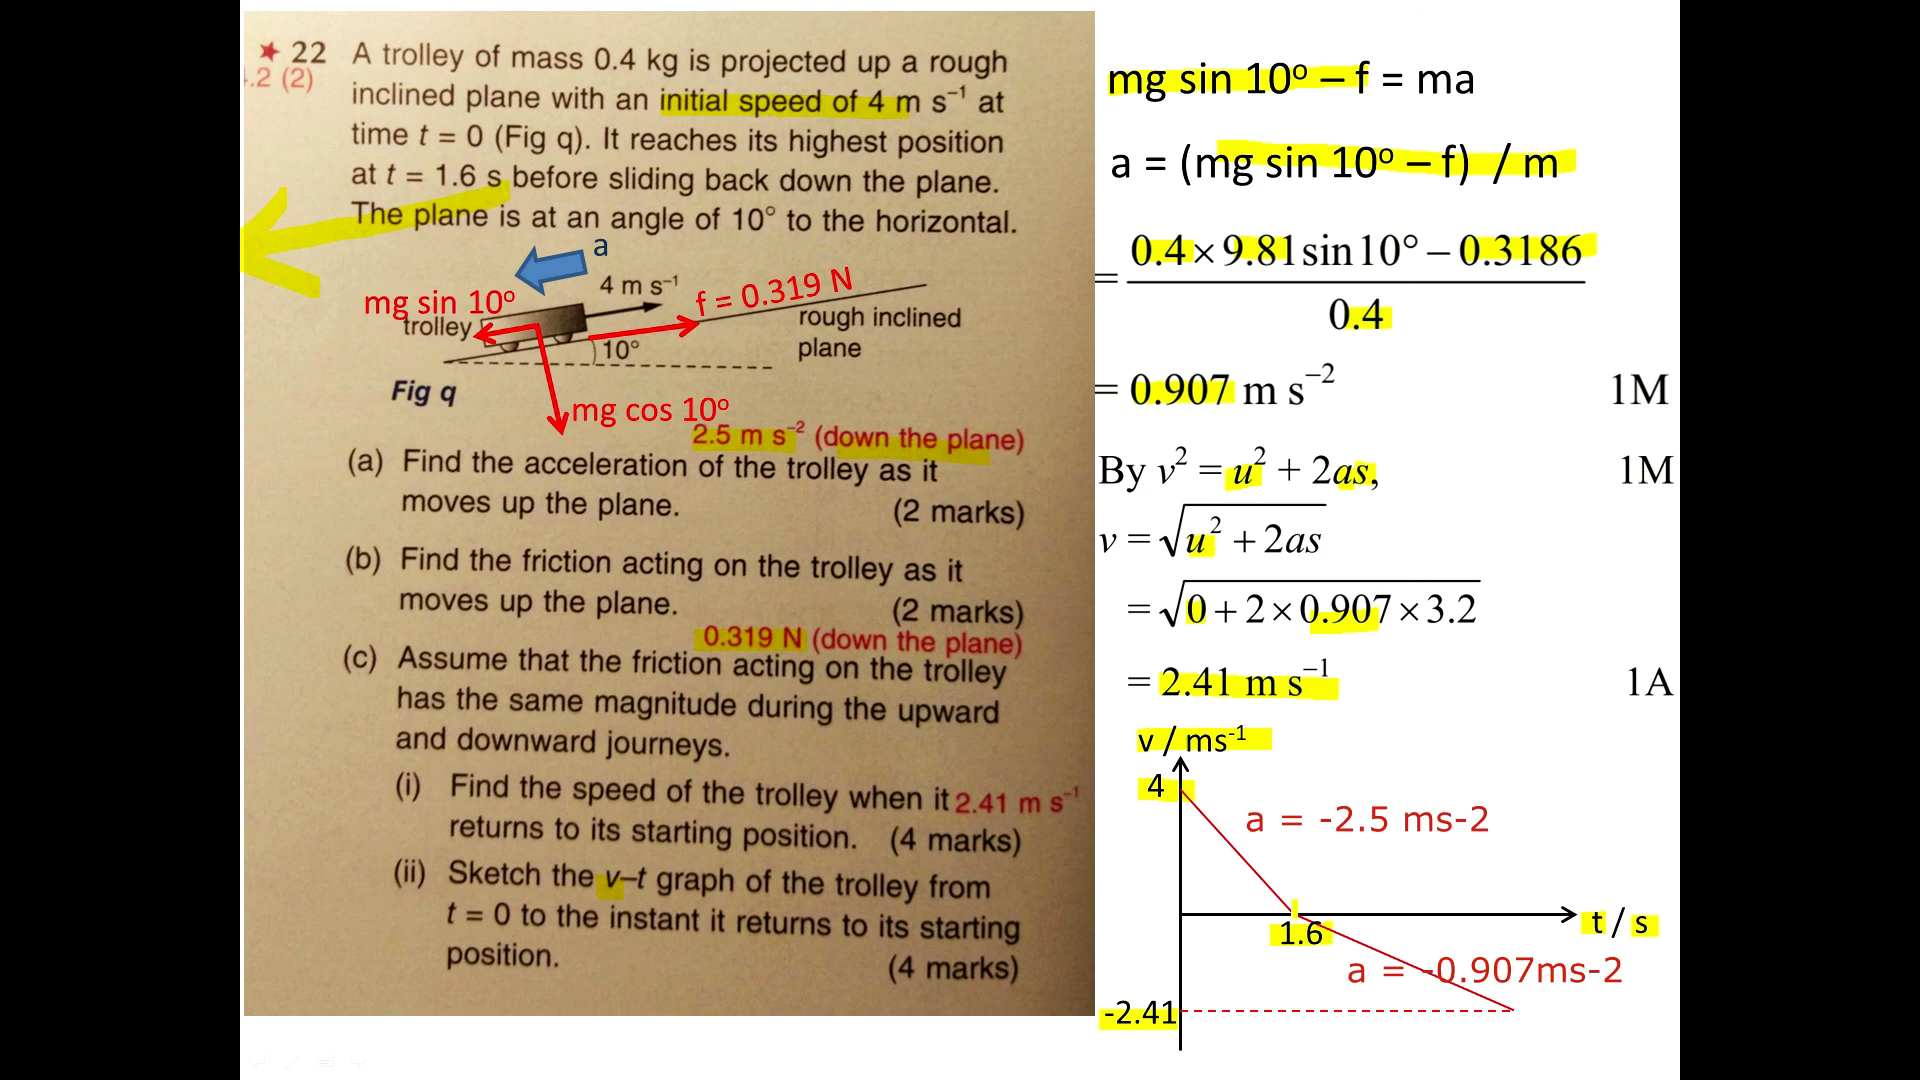 ★ 22 A trolley of mass 0.4 kg is projected up a rough
.2 (2)
inclined plane with an initial speed of 4 m s⁻¹ at
time t = 0 (Fig q). It reaches its highest position
at t = 1.6 s before sliding back down the plane.
The plane is at an angle of 10° to the horizontal.
a
4 m s⁻¹
f = 0.319 N
mg sin 10º
trolley
rough inclined
plane
10°
Fig q
mg cos 10º
2.5 m s⁻² (down the plane)
(a) Find the acceleration of the trolley as it
moves up the plane. (2 marks)
(b) Find the friction acting on the trolley as it
moves up the plane. (2 marks)
0.319 N (down the plane)
(c) Assume that the friction acting on the trolley
has the same magnitude during the upward
and downward journeys.
(i) Find the speed of the trolley when it 2.41 m s⁻¹
returns to its starting position. (4 marks)
(ii) Sketch the v–t graph of the trolley from
t = 0 to the instant it returns to its starting
position. (4 marks)
mg sin 10º – f = ma
a = (mg sin 10º – f) / m
= (0.4 × 9.81 sin 10° – 0.3186) / 0.4
= 0.907 m s⁻² 1M
By v² = u² + 2as, 1M
v = √(u² + 2as)
= √(0 + 2 × 0.907 × 3.2)
= 2.41 m s⁻¹ 1A
v / ms⁻¹
4
a = -2.5 ms-2
t / s
1.6
a = -0.907ms-2
-2.41